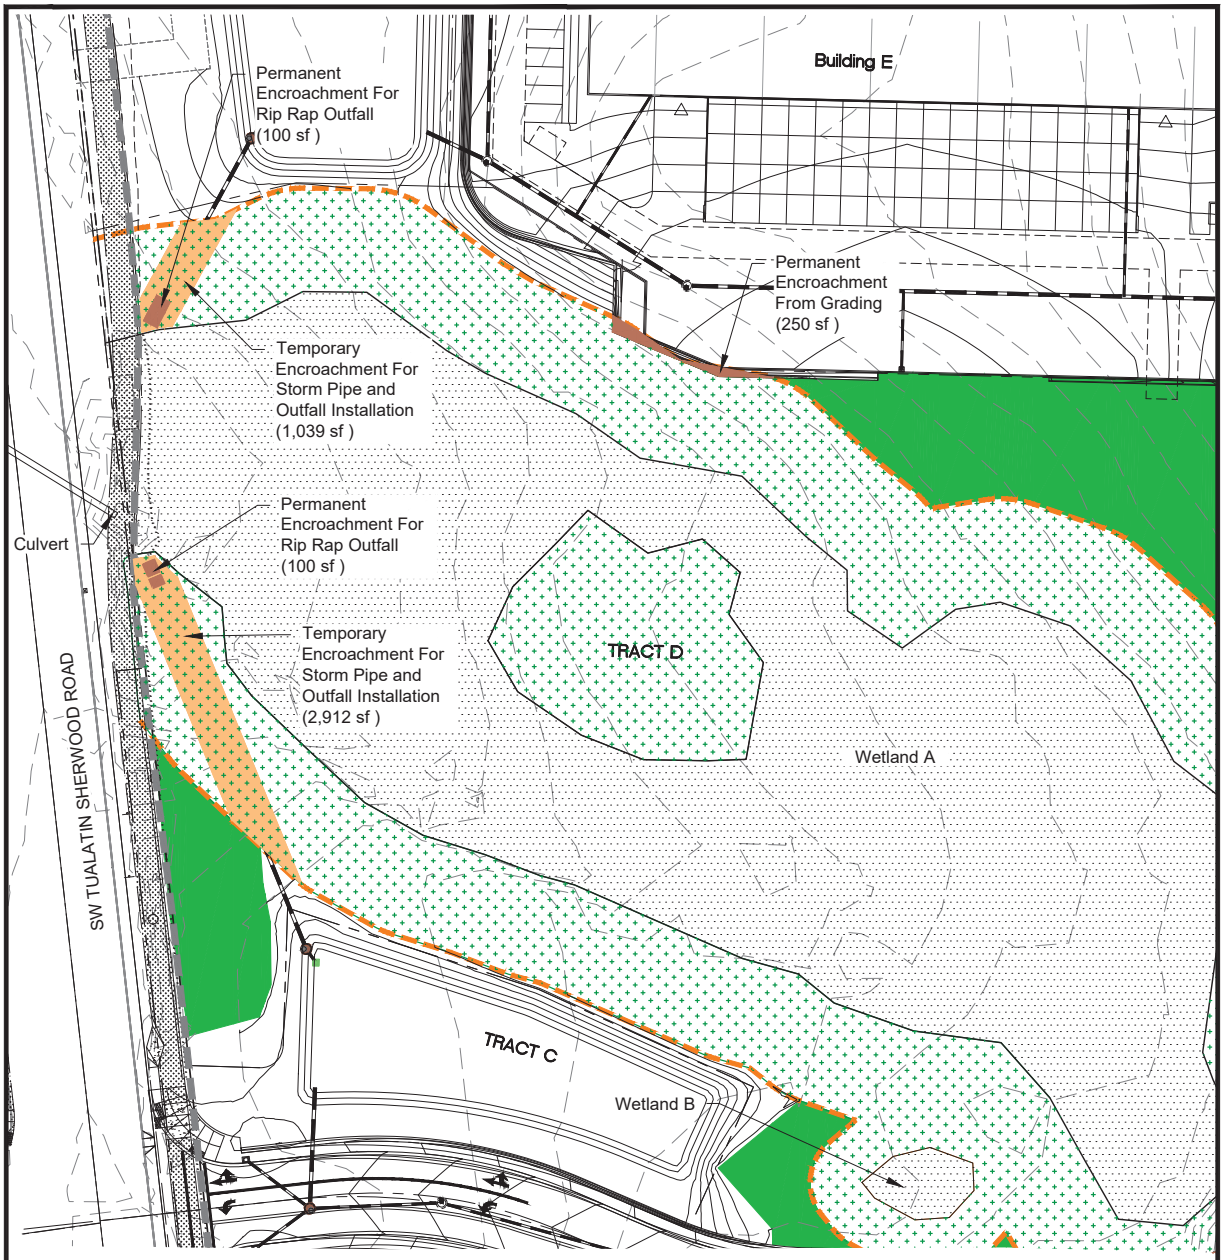 Building E
Permanent
Encroachment For
Rip Rap Outfall
(100 sf )
Permanent
Encroachment
From Grading
(250 sf )
Temporary
Encroachment For
Storm Pipe and
Outfall Installation
(1,039 sf )
Permanent
Encroachment For
Rip Rap Outfall
(100 sf )
Culvert
Temporary
Encroachment For
Storm Pipe and
Outfall Installation
(2,912 sf )
TRACT D
SW TUALATIN SHERWOOD ROAD
Wetland A
TRACT C
Wetland B